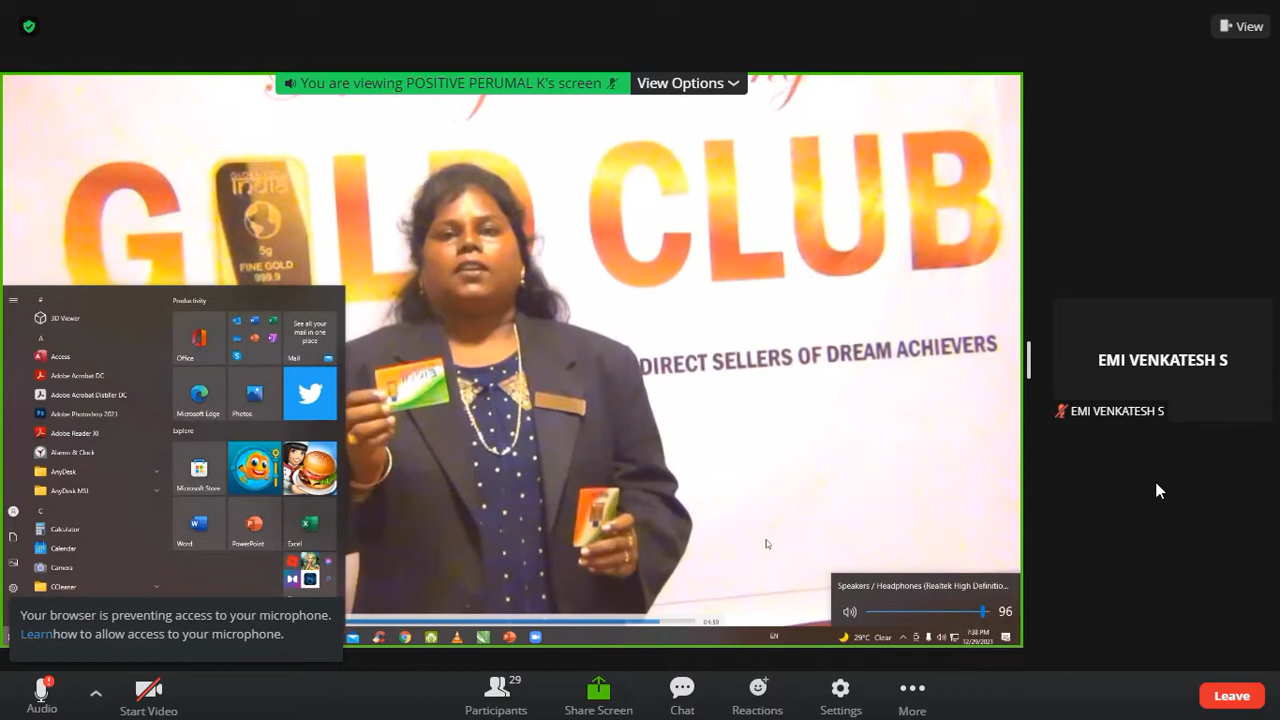 View
You are viewing POSITIVE PERUMAL K's screen
View Options
GOLD CLUB
India
5g
FINE GOLD
999.9
DIRECT SELLERS OF DREAM ACHIEVERS
EMI VENKATESH S
EMI VENKATESH S
#
3D Viewer
A
Access
Adobe Acrobat DC
Adobe Acrobat Distiller DC
Adobe Photoshop 2021
Adobe Reader XI
Alarms & Clock
AnyDesk
AnyDesk MSI
C
Calculator
Calendar
Camera
CCleaner
Productivity
Office
See all your mail in one place
Mail
Microsoft Edge
Photos
Explore
Microsoft Store
Word
PowerPoint
Excel
Your browser is preventing access to your microphone.
Learnhow to allow access to your microphone.
Speakers / Headphones (Realtek High Definitio...
96
EN
29°C Clear
7:38 PM
12/29/2021
Audio
Start Video
29
Participants
Share Screen
Chat
Reactions
Settings
More
Leave